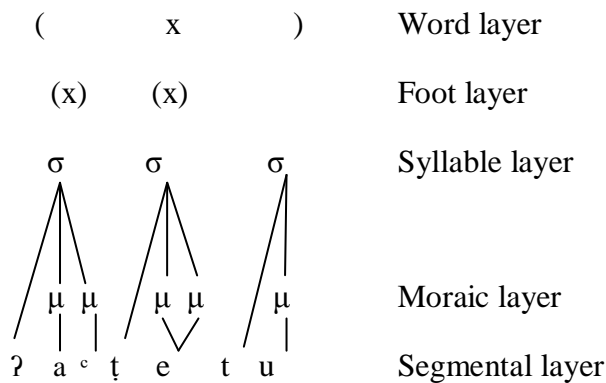 ( x ) Word layer
(x) (x) Foot layer
σ σ σ Syllable layer
μ μ μ μ μ Moraic layer
ʔ a ᶜ ṭ e t u Segmental layer